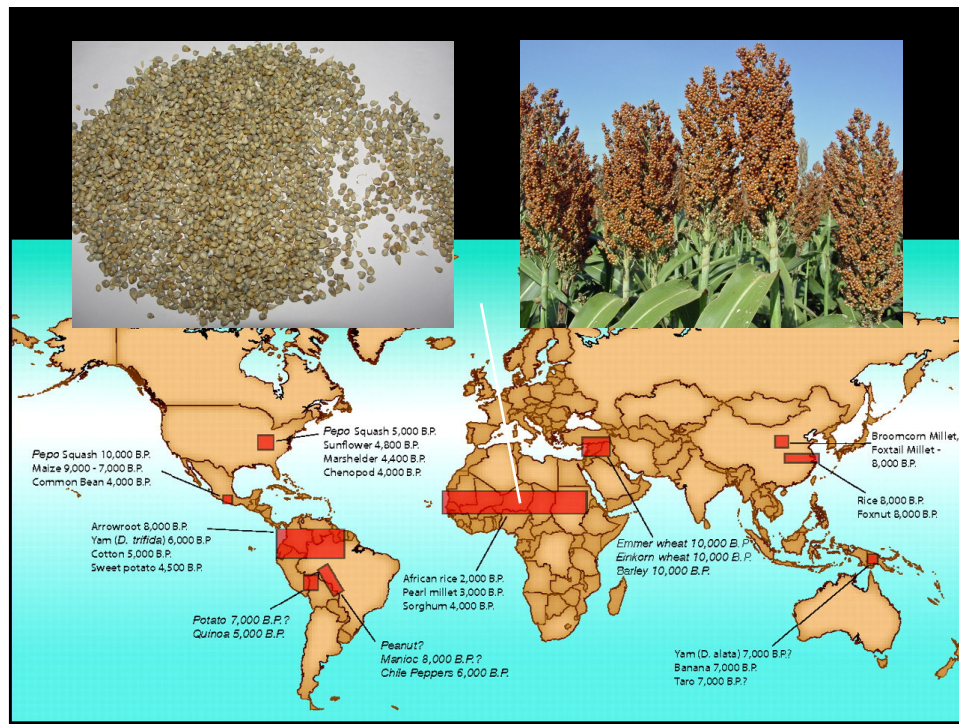 Pepo Squash 5,000 B.P.
Sunflower 4,800 B.P.
Marshelder 4,400 B.P.
Chenopod 4,000 B.P.
Pepo Squash 10,000 B.P.
Maize 9,000 - 7,000 B.P.
Common Bean 4,000 B.P.
Arrowroot 8,000 B.P.
Yam (D. trifida) 6,000 B.P
Cotton 5,000 B.P.
Sweet potato 4,500 B.P.
Potato 7,000 B.P.?
Quinoa 5,000 B.P.
Peanut?
Manioc 8,000 B.P.?
Chile Peppers 6,000 B.P.
African rice 2,000 B.P.
Pearl millet 3,000 B.P.
Sorghum 4,000 B.P.
Emmer wheat 10,000 B.P
Einkorn wheat 10,000 B.P.
Barley 10,000 B.P.
Broomcorn Millet,
Foxtail Millet -
8,000 B.P.
Rice 8,000 B.P.
Foxnut 8,000 B.P.
Yam (D. alata) 7,000 B.P.?
Banana 7,000 B.P.
Taro 7,000 B.P.?